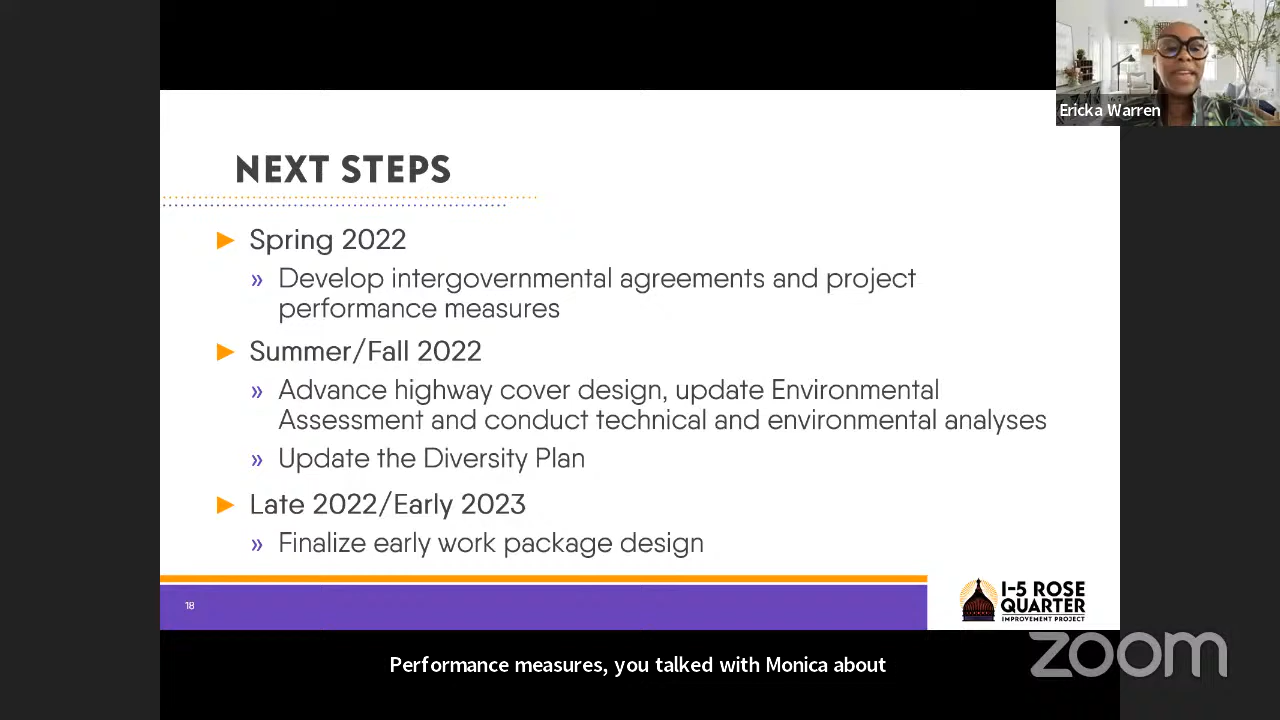 Ericka Warren
NEXT STEPS
Spring 2022
» Develop intergovernmental agreements and project
performance measures
Summer/Fall 2022
» Advance highway cover design, update Environmental
Assessment and conduct technical and environmental analyses
» Update the Diversity Plan
Late 2022/Early 2023
» Finalize early work package design
18
I-5 ROSE
QUARTER
IMPROVEMENT PROJECT
Performance measures, you talked with Monica about
zoom